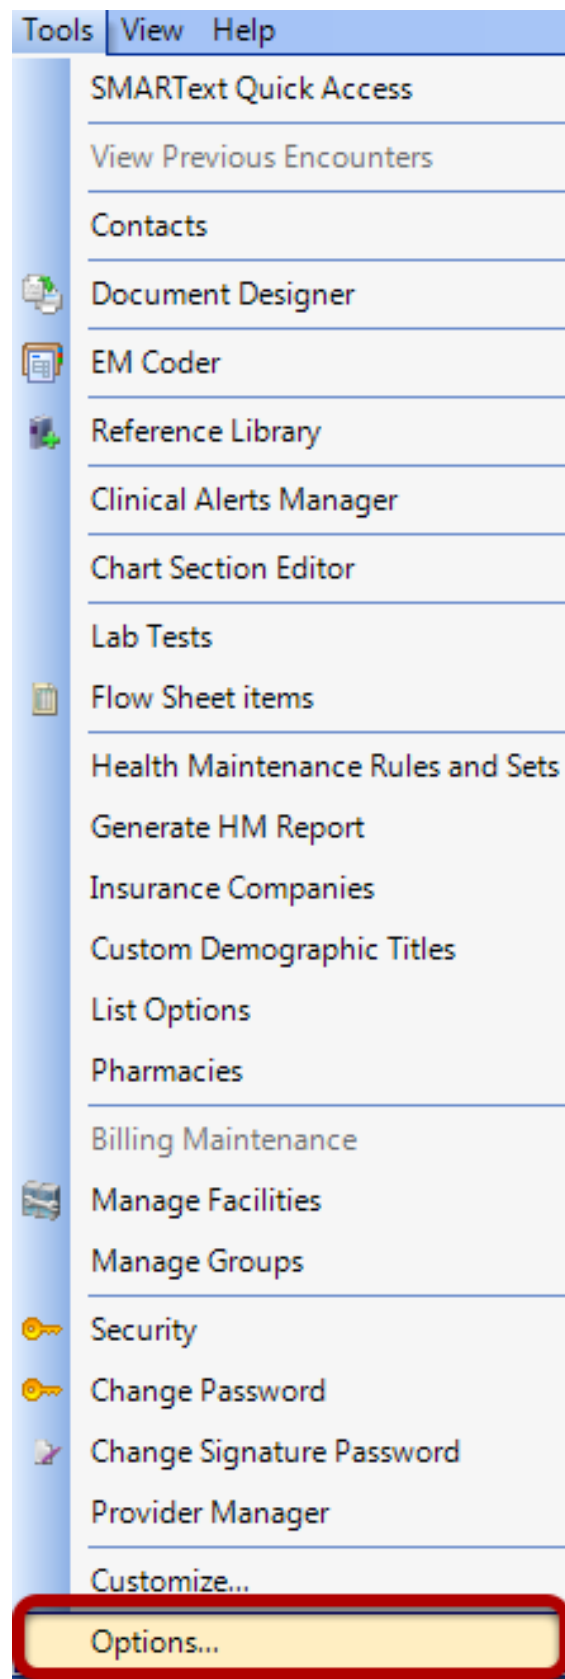 Tools View Help
SMARText Quick Access
View Previous Encounters
Contacts
Document Designer
EM Coder
Reference Library
Clinical Alerts Manager
Chart Section Editor
Lab Tests
Flow Sheet items
Health Maintenance Rules and Sets
Generate HM Report
Insurance Companies
Custom Demographic Titles
List Options
Pharmacies
Billing Maintenance
Manage Facilities
Manage Groups
Security
Change Password
Change Signature Password
Provider Manager
Customize...
Options...